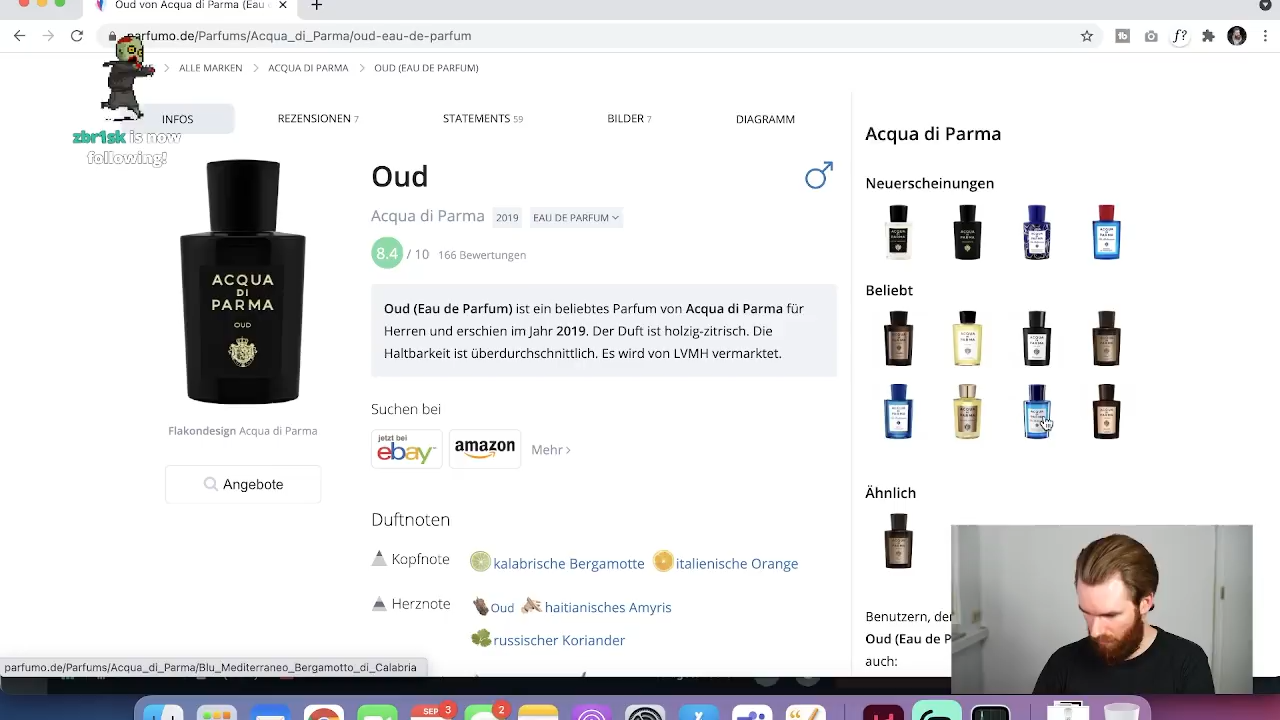 Oud von Acqua di Parma (Eau
parfumo.de/Parfums/Acqua_di_Parma/oud-eau-de-parfum
ALLE MARKEN
ACQUA DI PARMA
OUD (EAU DE PARFUM)
zbr1sk is now
following!
INFOS
REZENSIONEN 7
STATEMENTS 59
BILDER 7
DIAGRAMM
Oud
Acqua di Parma 2019 EAU DE PARFUM
8.4 / 10 166 Bewertungen
Oud (Eau de Parfum) ist ein beliebtes Parfum von Acqua di Parma für
Herren und erschien im Jahr 2019. Der Duft ist holzig-zitrisch. Die
Haltbarkeit ist überdurchschnittlich. Es wird von LVMH vermarktet.
ACQUA
DI
PARMA
OUD
Flakondesign Acqua di Parma
Angebote
Suchen bei
jetzt bei
ebay
amazon
Mehr
Duftnoten
Kopfnote
kalabrische Bergamotte
italienische Orange
Herznote
Oud
haitianisches Amyris
russischer Koriander
Acqua di Parma
Neuerscheinungen
Beliebt
Ähnlich
Benutzern, der
Oud (Eau de P
auch:
parfumo.de/Parfums/Acqua_di_Parma/Blu_Mediterraneo_Bergamotto_di_Calabria
SEP 3
2